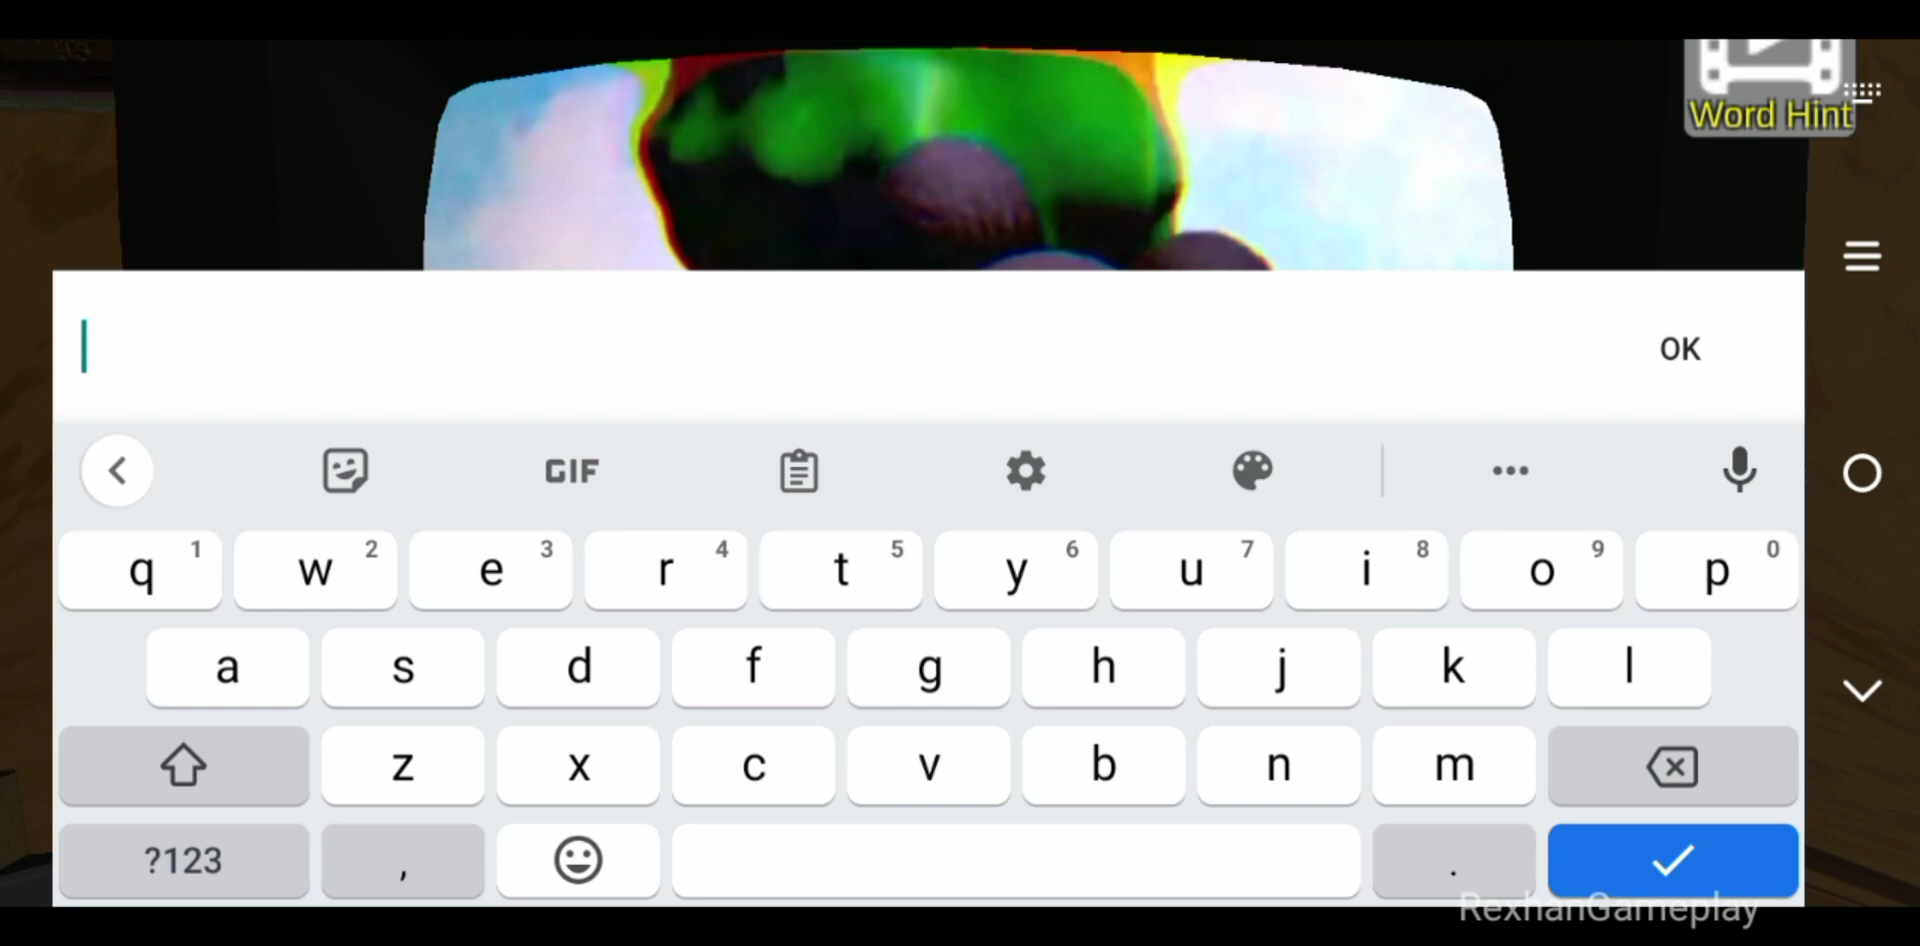 Word Hint
OK
GIF
q 1 w 2 e 3 r 4 t 5 y 6 u 7 i 8 o 9 p 0
a s d f g h j k l
z x c v b n m
?123 , .
RexhanGameplay